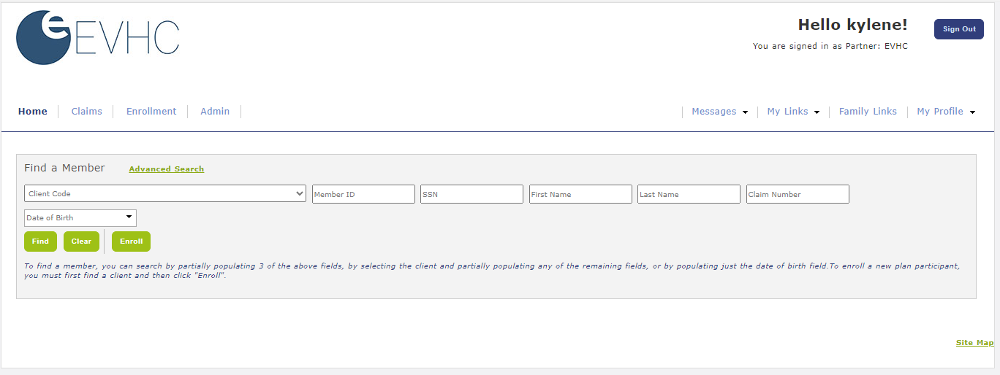 e EVHC
Hello kylene!
Sign Out
You are signed in as Partner: EVHC
Home Claims Enrollment Admin Messages My Links Family Links My Profile
Find a Member Advanced Search
Client Code Member ID SSN First Name Last Name Claim Number
Date of Birth
Find Clear Enroll
To find a member, you can search by partially populating 3 of the above fields, by selecting the client and partially populating any of the remaining fields, or by populating just the date of birth field.To enroll a new plan participant,
you must first find a client and then click "Enroll".
Site Map